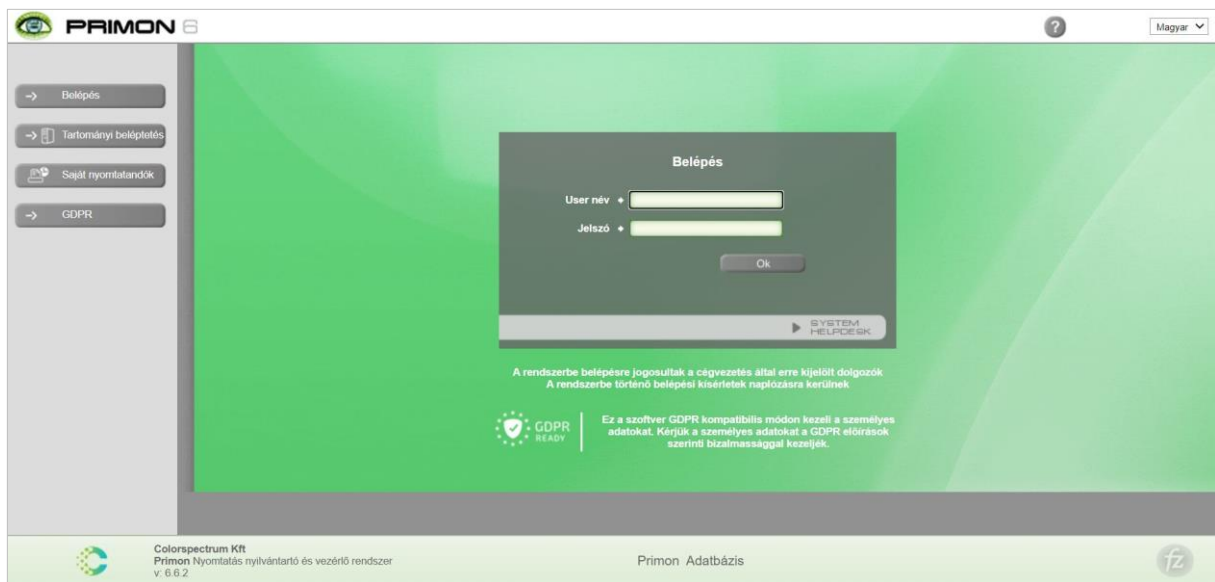 PRIMON 6
?
Magyar
Belépés
Tartományi beléptetés
Saját nyomtatandók
GDPR
Belépés
User név
Jelszó
Ok
SYSTEM
HELPDESK
A rendszerbe belépésre jogosultak a cégvezetés által erre kijelölt dolgozók
A rendszerbe történő belépési kísérletek naplózásra kerülnek
GDPR
READY
Ez a szoftver GDPR kompatibilis módon kezeli a személyes
adatokat. Kérjük a személyes adatokat a GDPR előírások
szerinti bizalmassággal kezeljék.
Colorspectrum Kft
Primon Nyomtatás nyilvántartó és vezérlő rendszer
v: 6.6.2
Primon Adatbázis
fz